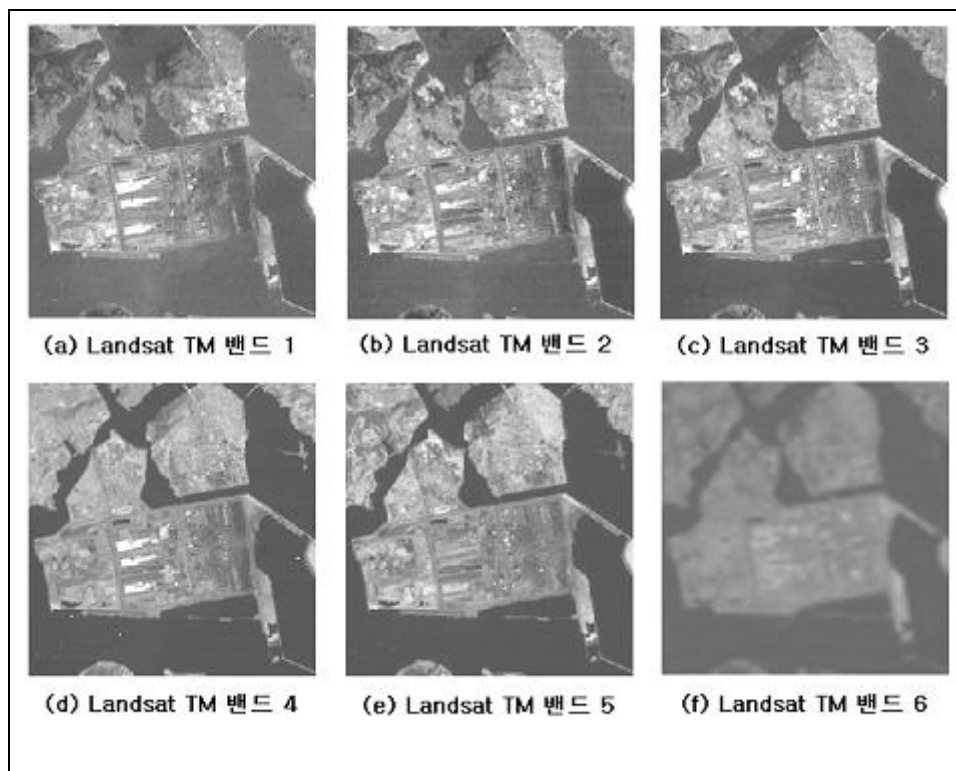 (a) Landsat TM 밴드 1
(b) Landsat TM 밴드 2
(c) Landsat TM 밴드 3
(d) Landsat TM 밴드 4
(e) Landsat TM 밴드 5
(f) Landsat TM 밴드 6